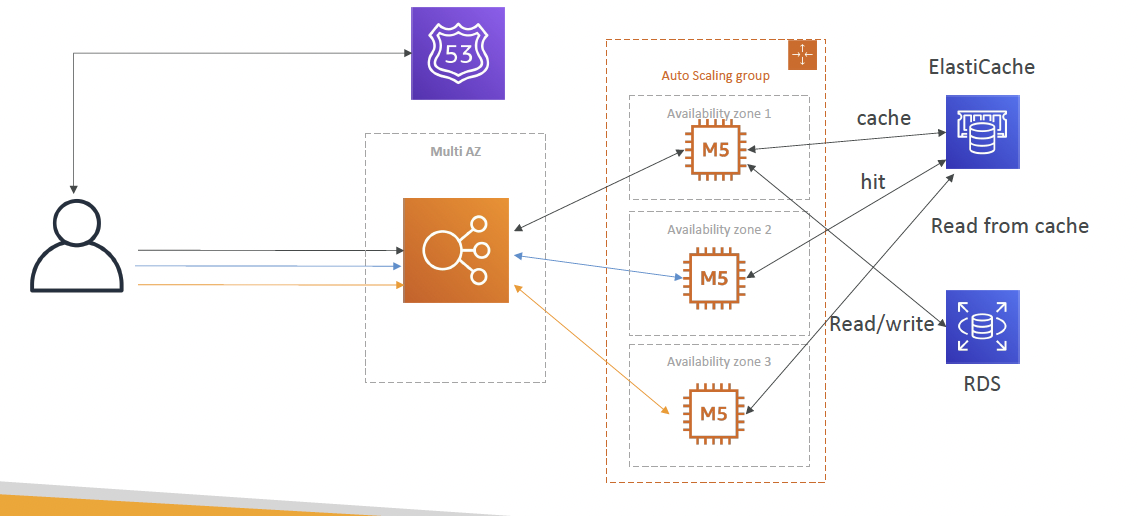 53
Multi AZ
Auto Scaling group
Availability zone 1
M5
Availability zone 2
M5
Availability zone 3
M5
cache
hit
ElastiCache
Read from cache
Read/write
RDS